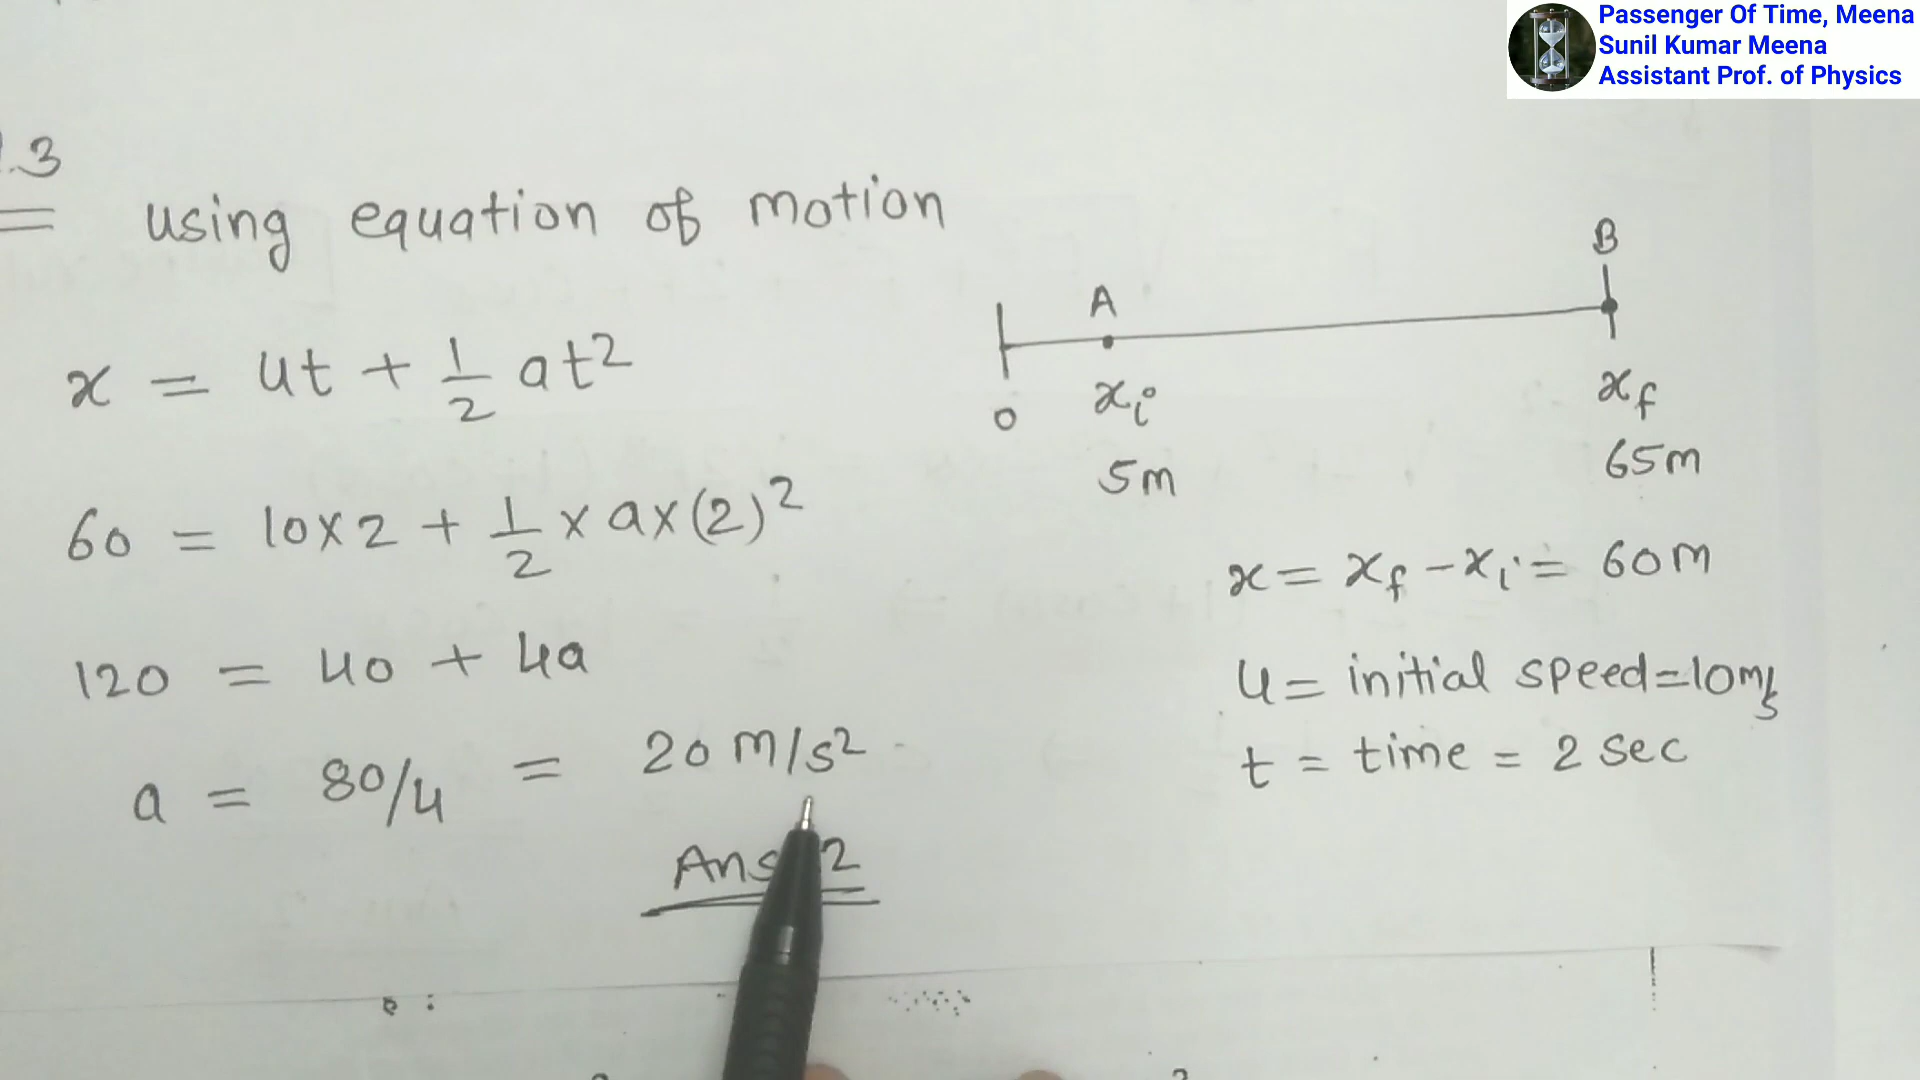 Passenger Of Time, Meena
Sunil Kumar Meena
Assistant Prof. of Physics
.3
using equation of motion
x = ut + 1/2 at²
60 = 10x2 + 1/2 x a x (2)²
120 = 40 + 4a
a = 80/4 = 20 m/s²
Ans 2
A
B
o
xi
xf
5m
65m
x = xf - xi = 60m
u = initial speed = 10m/s
t = time = 2 sec